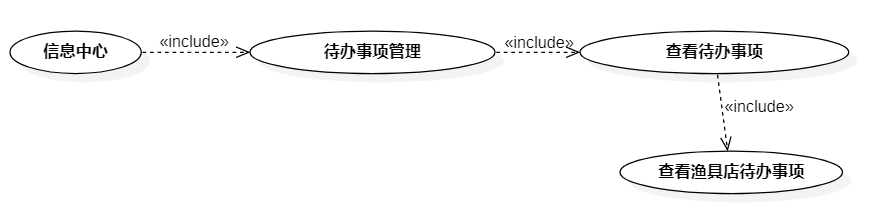 信息中心
«include»
待办事项管理
«include»
查看待办事项
«include»
查看渔具店待办事项